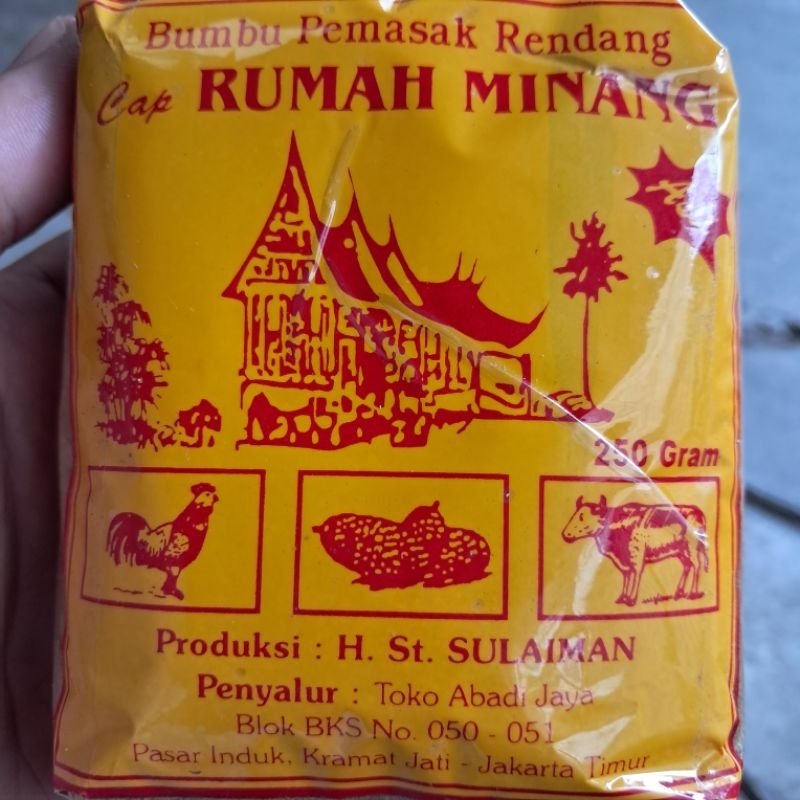 Bumbu Pemasak Rendang
Cap RUMAH MINANG
250 Gram
Produksi : H. St. SULAIMAN
Penyalur : Toko Abadi Jaya
Blok BKS No. 050 - 051
Pasar Induk, Kramat Jati - Jakarta Timur